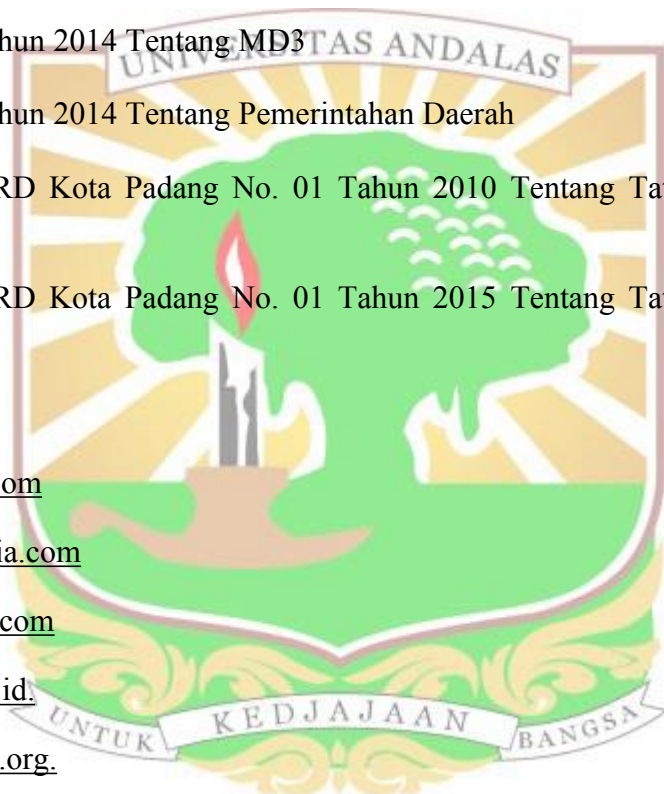 hun 2014 Tentang MD3
UNIVERSITAS ANDALAS
hun 2014 Tentang Pemerintahan Daerah
RD Kota Padang No. 01 Tahun 2010 Tentang Ta
RD Kota Padang No. 01 Tahun 2015 Tentang Ta
om
ia.com
com
id.
.org.
UNTUK KEDJAJAAN BANGSA